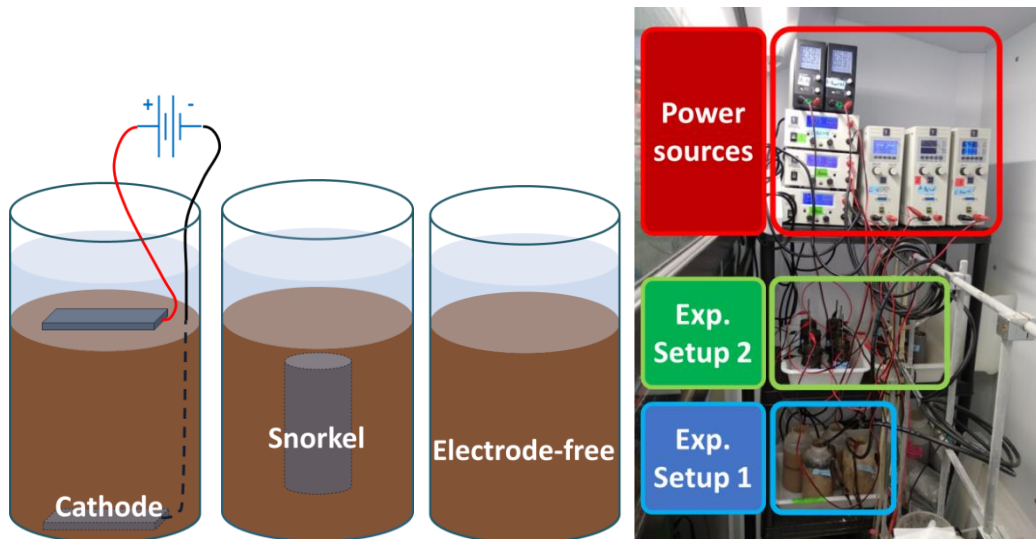 + -
Cathode
Snorkel
Electrode-free
Power
sources
Exp.
Setup 2
Exp.
Setup 1